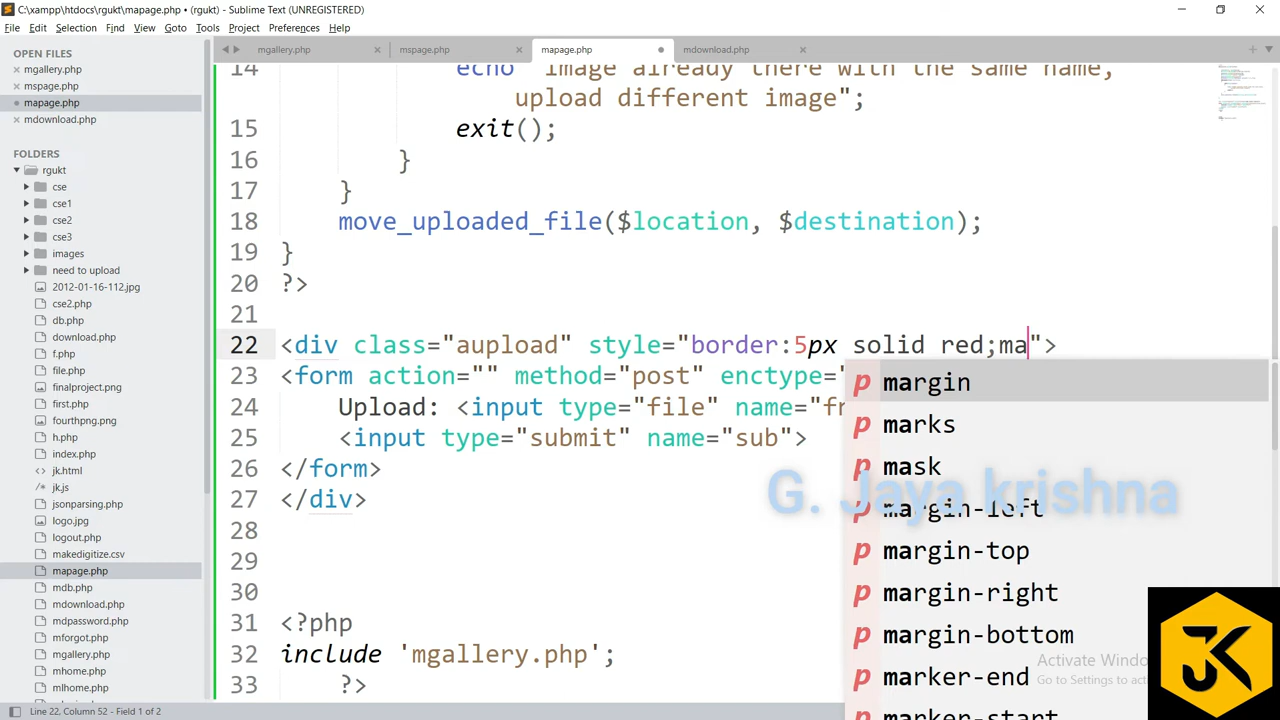 C:\xampp\htdocs\rgukt\mapage.php • (rgukt) - Sublime Text (UNREGISTERED)
File Edit Selection Find View Goto Tools Project Preferences Help
OPEN FILES
mgallery.php
mspage.php
mapage.php
mdownload.php
FOLDERS
rgukt
cse
cse1
cse2
cse3
images
need to upload
2012-01-16-112.jpg
cse2.php
db.php
download.php
f.php
file.php
finalproject.png
first.php
fourthpng.png
h.php
index.php
jk.html
jk.js
jsonparsing.php
logo.jpg
logout.php
makedigitize.csv
mapage.php
mdb.php
mdownload.php
mdpassword.php
mforgot.php
mgallery.php
mhome.php
mlhome.php
mgallery.php mspage.php mapage.php mdownload.php
14 echo "image already there with the same name,
upload different image";
15 exit();
16 }
17 }
18 move_uploaded_file($location, $destination);
19 }
20 ?>
21
22 <div class="aupload" style="border:5px solid red;ma">
23 <form action="" method="post" enctype="
24 Upload: <input type="file" name="fr
25 <input type="submit" name="sub">
26 </form>
27 </div>
28
29
30
31 <?php
32 include 'mgallery.php';
33 ?>
p margin
p marks
p mask
p margin-left
p margin-top
p margin-right
p margin-bottom
p marker-end
marker-start
G. Jaya krishna
Activate Windo
Go to Settings to acti
JK
Line 22, Column 52 - Field 1 of 2